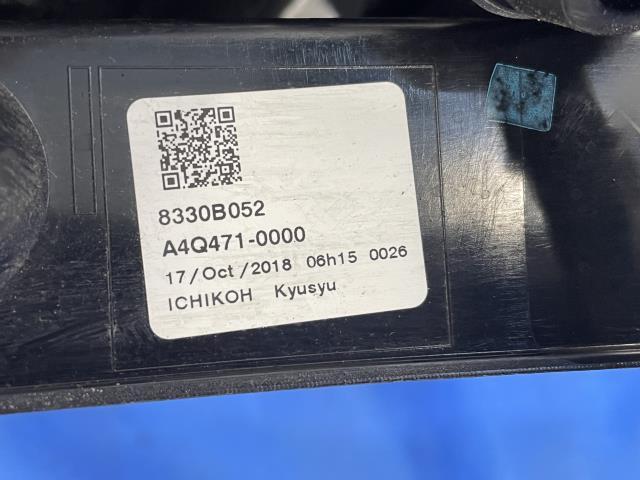 8330B052
A4Q471-0000
17/Oct/2018 06h15 0026
ICHIKOH Kyusyu